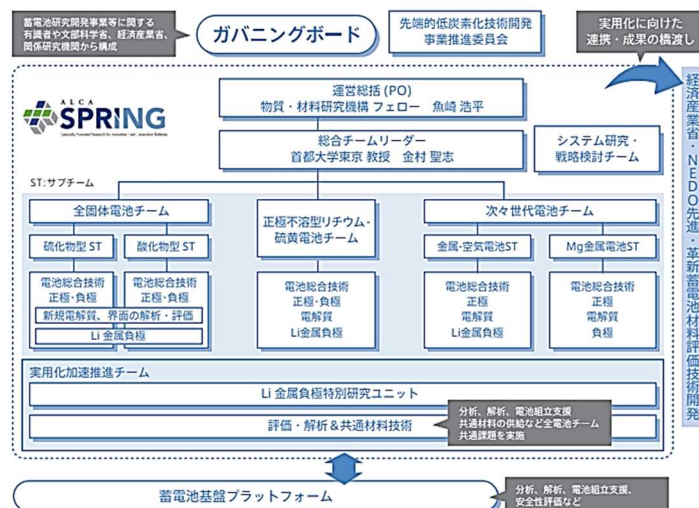 蓄電池研究開発事業等に関する
有識者や文部科学省、経済産業省、
関係研究機関から構成
ガバニングボード
先端的低炭素化技術開発
事業推進委員会
実用化に向けた
連携・成果の橋渡し
ALCA
SPRING
運営総括 (PO)
物質・材料研究機構 フェロー 魚崎 浩平
総合チームリーダー
首都大学東京 教授 金村 聖志
システム研究・
戦略検討チーム
経済産業省・NEDO先進・革新蓄電池材料評価技術開発
ST:サブチーム
全固体電池チーム
正極不溶型リチウム-
硫黄電池チーム
次々世代電池チーム
硫化物型 ST
酸化物型 ST
金属-空気電池ST
Mg金属電池ST
電池総合技術
正極・負極
電池総合技術
正極・負極
新規電解質、界面の解析・評価
Li 金属負極
電池総合技術
正極・負極
電解質
Li金属負極
電池総合技術
正極
電解質
Li金属負極
電池総合技術
正極
電解質
負極
実用化加速推進チーム
Li 金属負極特別研究ユニット
評価・解析＆共通材料技術
分析、解析、電池組立支援
共通材料の供給など全電池チーム
共通課題を実施
蓄電池基盤プラットフォーム
分析、解析、電池組立支援、
安全性評価など